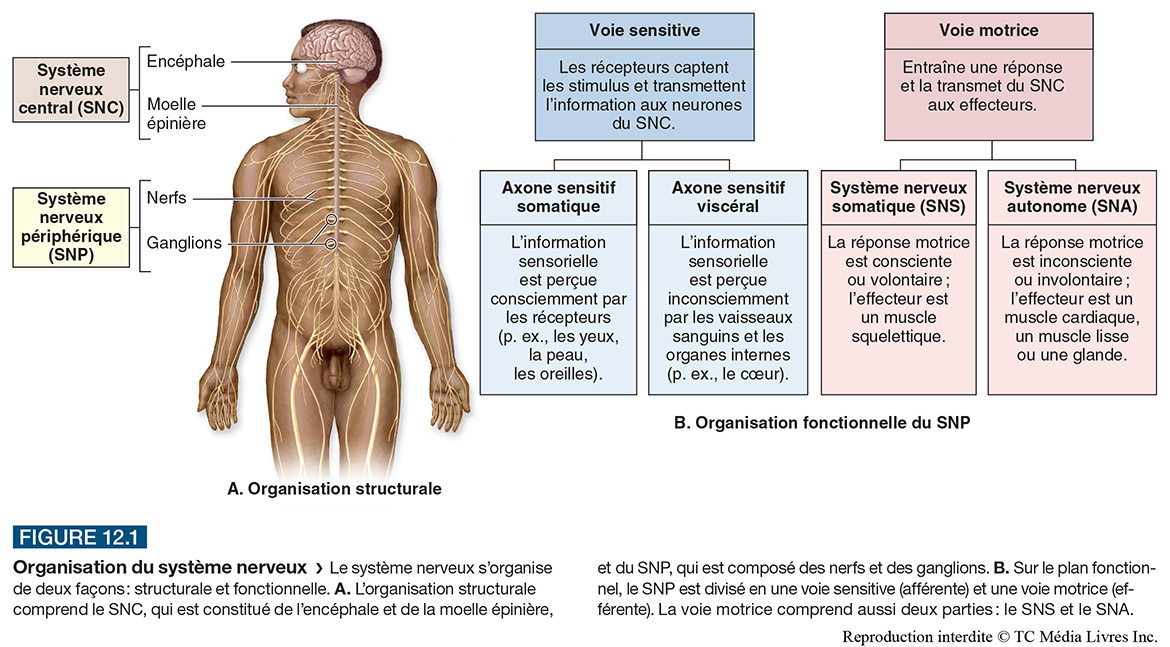 Système
nerveux
central (SNC)
Encéphale
Moelle
épinière
Système
nerveux
périphérique
(SNP)
Nerfs
Ganglions
A. Organisation structurale
Voie sensitive
Les récepteurs captent
les stimulus et transmettent
l'information aux neurones
du SNC.
Voie motrice
Entraîne une réponse
et la transmet du SNC
aux effecteurs.
Axone sensitif
somatique
L'information
sensorielle
est perçue
consciemment par
les récepteurs
(p. ex., les yeux,
la peau,
les oreilles).
Axone sensitif
viscéral
L'information
sensorielle
est perçue
inconsciemment
par les vaisseaux
sanguins et les
organes internes
(p. ex., le cœur).
Système nerveux
somatique (SNS)
La réponse motrice
est consciente
ou volontaire ;
l'effecteur est
un muscle
squelettique.
Système nerveux
autonome (SNA)
La réponse motrice
est inconsciente
ou involontaire ;
l'effecteur est un
muscle cardiaque,
un muscle lisse
ou une glande.
B. Organisation fonctionnelle du SNP
FIGURE 12.1
Organisation du système nerveux › Le système nerveux s'organise
de deux façons : structurale et fonctionnelle. A. L'organisation structurale
comprend le SNC, qui est constitué de l'encéphale et de la moelle épinière,
et du SNP, qui est composé des nerfs et des ganglions. B. Sur le plan fonction-
nel, le SNP est divisé en une voie sensitive (afférente) et une voie motrice (ef-
férente). La voie motrice comprend aussi deux parties : le SNS et le SNA.
Reproduction interdite © TC Média Livres Inc.